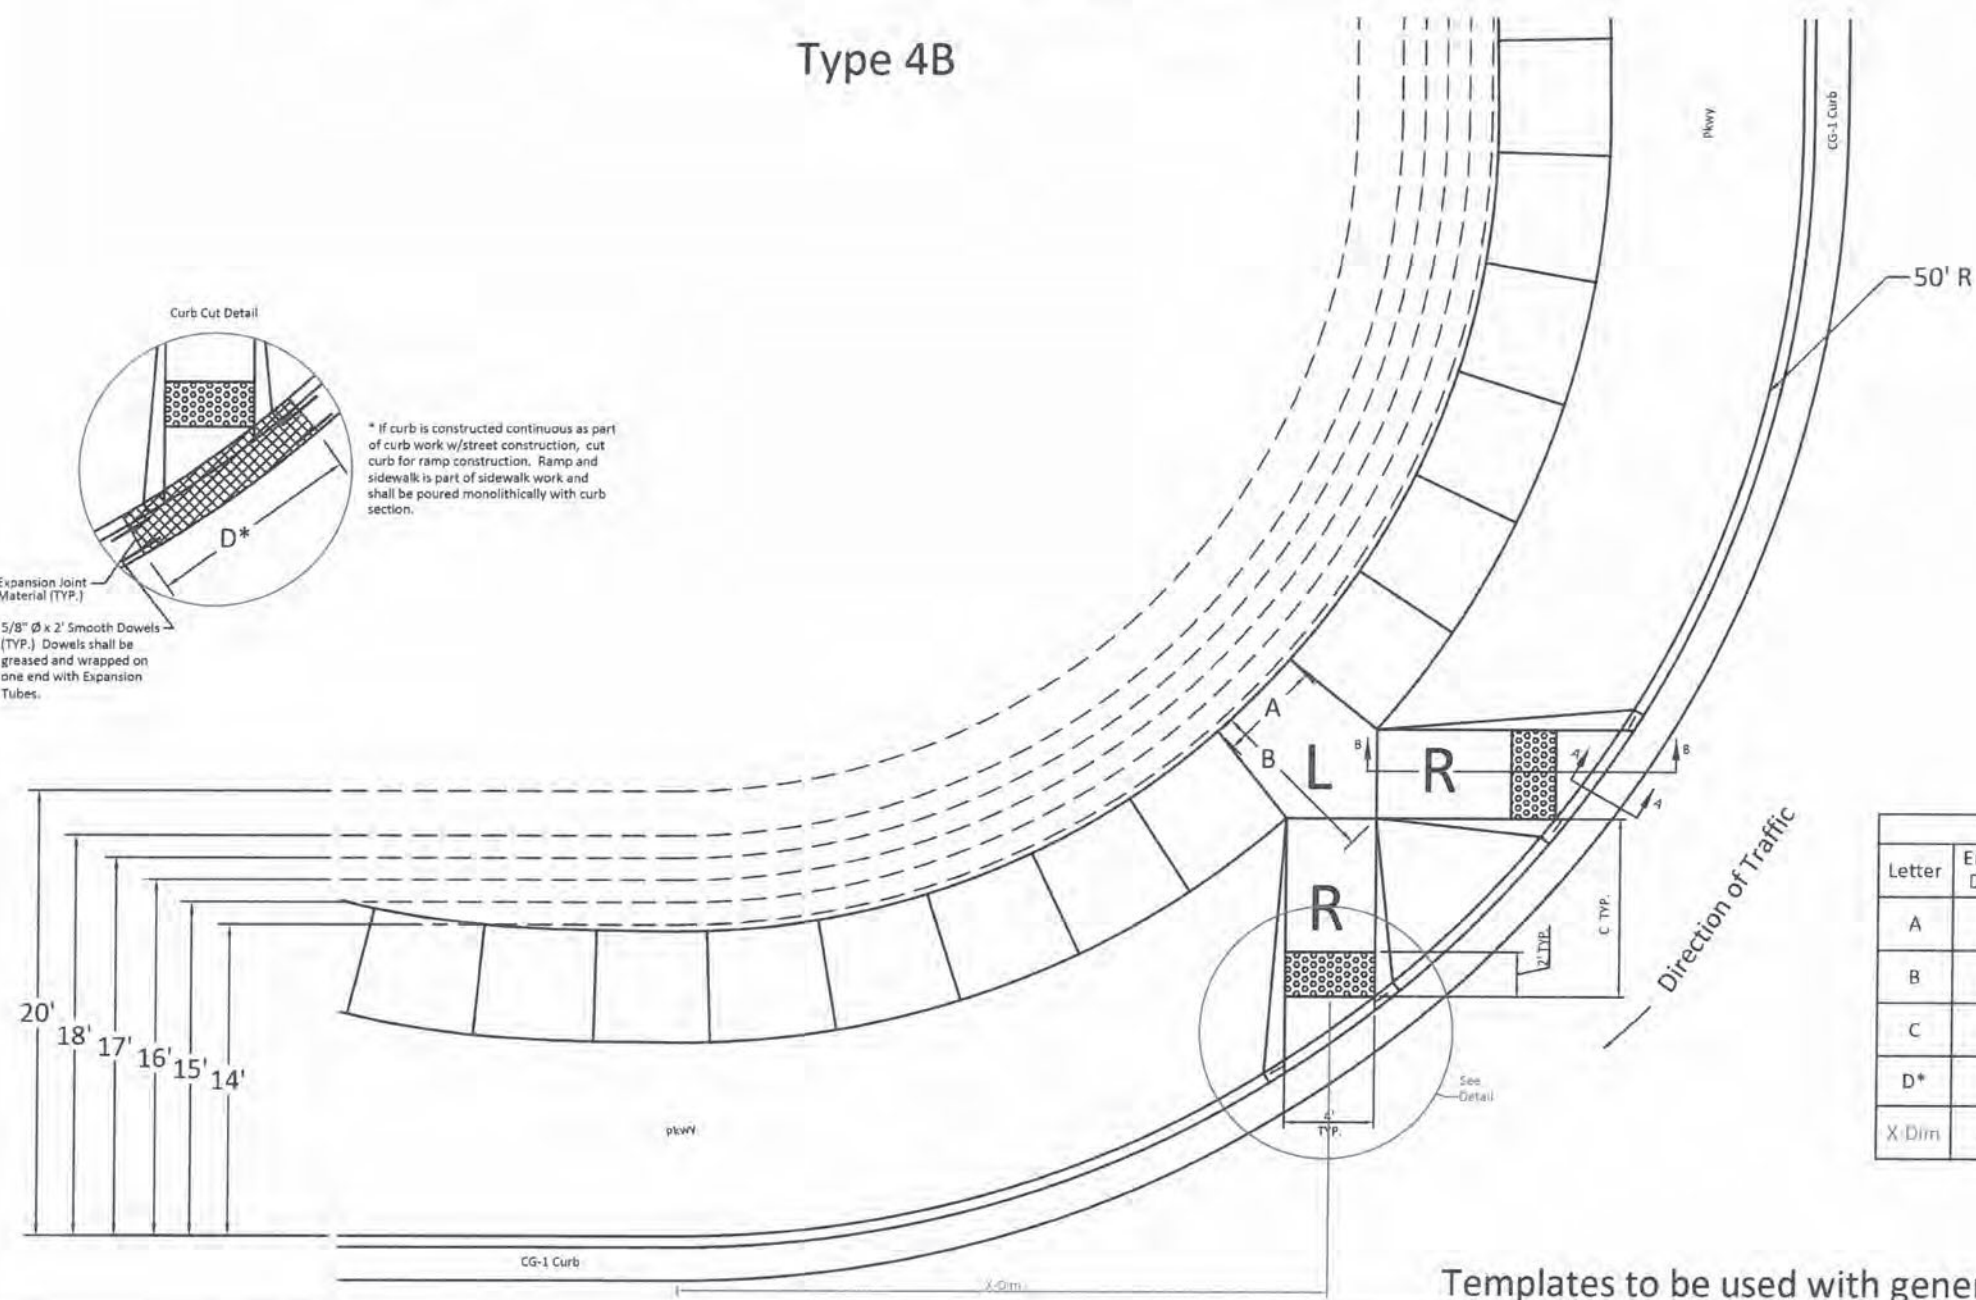 Type 4B
pkwy
CG-1 Curb
50' R
Curb Cut Detail
* If curb is constructed continuous as part
of curb work w/street construction, cut
curb for ramp construction. Ramp and
sidewalk is part of sidewalk work and
shall be poured monolithically with curb
section.
D*
Expansion Joint
Material (TYP.)
5/8" Ø x 2' Smooth Dowels
(TYP.) Dowels shall be
greased and wrapped on
one end with Expansion
Tubes.
A
B
L
B
R
B
4
4
R
C TYP.
2' TYP.
Direction of Traffic
See
Detail
4'
TYP.
20'
18'
17'
16'
15'
14'
pkwy
CG-1 Curb
X-Dim
Letter
A
B
C
D*
X-Dim
Templates to be used with